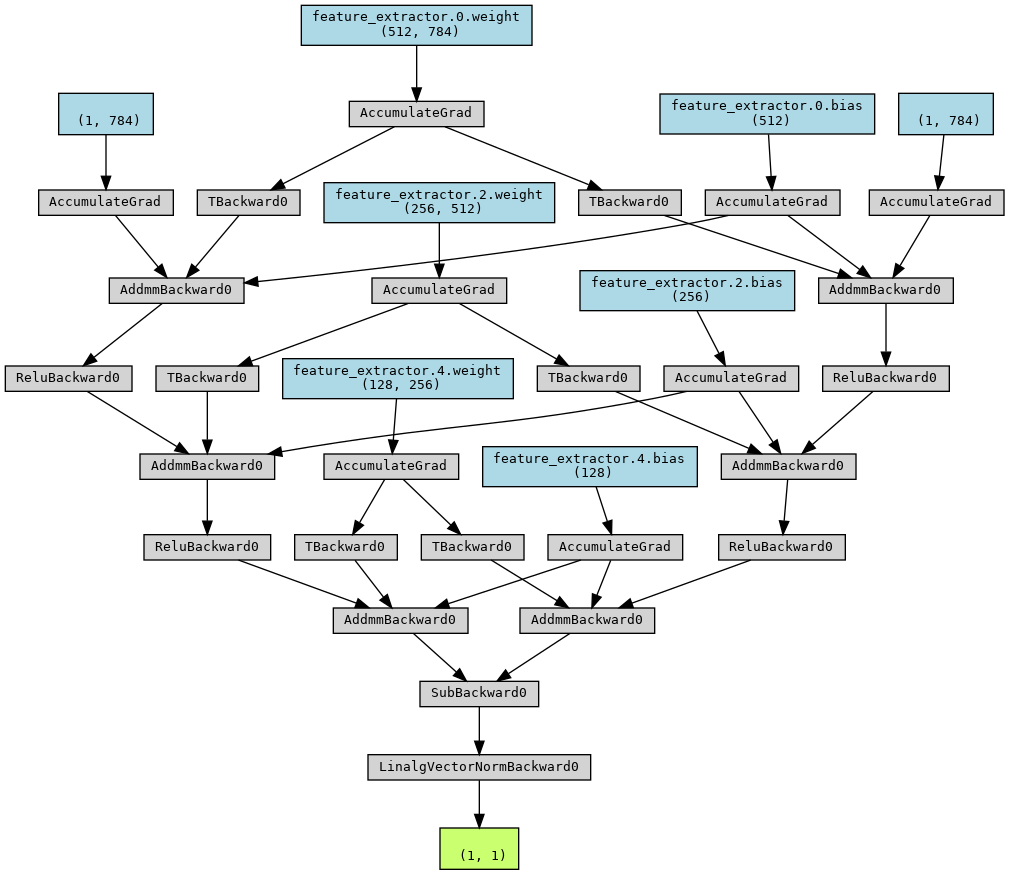 feature_extractor.0.weight
(512, 784)
(1, 784)
AccumulateGrad
feature_extractor.0.bias
(512)
(1, 784)
AccumulateGrad
TBackward0
feature_extractor.2.weight
(256, 512)
TBackward0
AccumulateGrad
AccumulateGrad
AddmmBackward0
AccumulateGrad
feature_extractor.2.bias
(256)
AddmmBackward0
ReluBackward0
TBackward0
feature_extractor.4.weight
(128, 256)
TBackward0
AccumulateGrad
ReluBackward0
AddmmBackward0
AccumulateGrad
feature_extractor.4.bias
(128)
AddmmBackward0
ReluBackward0
TBackward0
TBackward0
AccumulateGrad
ReluBackward0
AddmmBackward0
AddmmBackward0
SubBackward0
LinalgVectorNormBackward0
(1, 1)